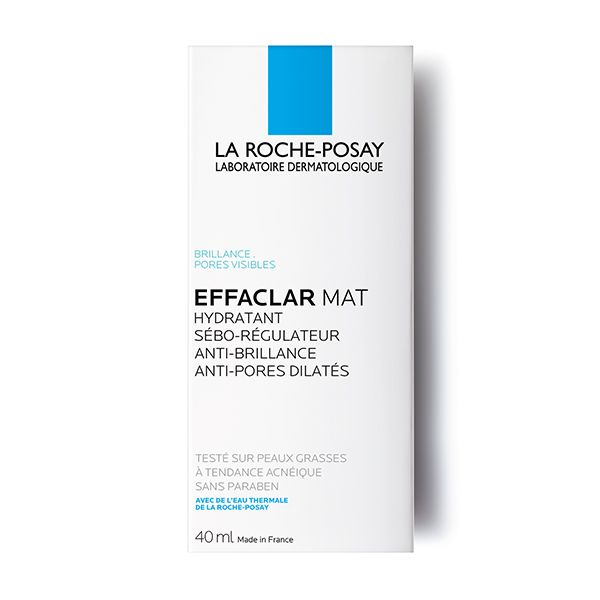 LA ROCHE-POSAY
LABORATOIRE DERMATOLOGIQUE
BRILLANCE .
PORES VISIBLES
EFFACLAR MAT
HYDRATANT
SÉBO-RÉGULATEUR
ANTI-BRILLANCE
ANTI-PORES DILATÉS
TESTÉ SUR PEAUX GRASSES
À TENDANCE ACNÉIQUE
SANS PARABEN
AVEC DE L'EAU THERMALE
DE LA ROCHE-POSAY
40 ml Made in France